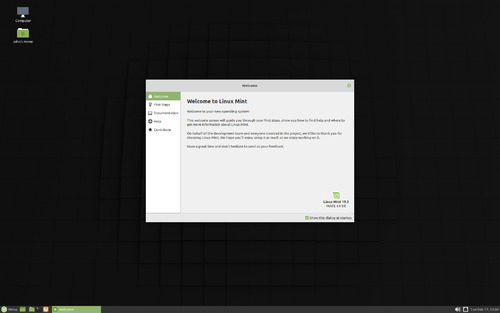 Computer
john's Home
Welcome
Welcome
First Steps
Documentation
Help
Contribute
Welcome to Linux Mint
Welcome to your new operating system!
This welcome screen will guide you through your first steps, show you how to find help and where to
get more information about Linux Mint.
On behalf of the development team and everyone involved in the project, we'd like to thank you for
choosing Linux Mint. We hope you'll enjoy using it as much as we enjoy working on it.
Have a great time and don't hesitate to send us your feedback.
Linux Mint 19.3
MATE 64-bit
Show this dialog at startup
Menu
Welcome
Tue Dec 17,